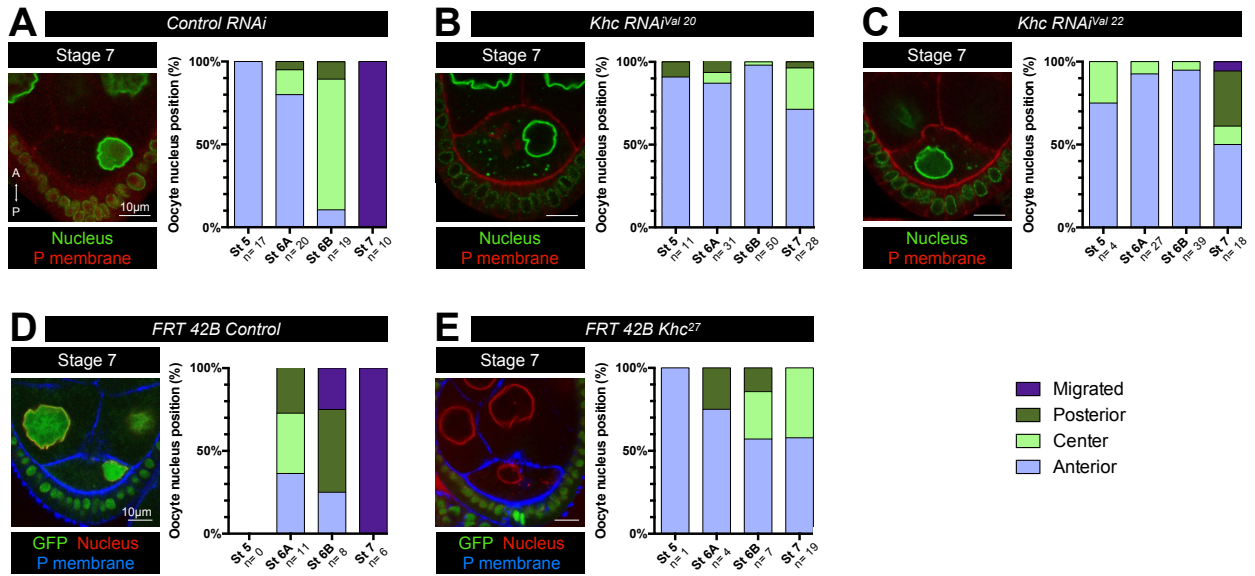 A
Control RNAi
Stage 7
A
P
10µm
Nucleus
P membrane
Oocyte nucleus position (%)
100%
50%
0%
St 5
n= 17
St 6A
n= 20
St 6B
n= 19
St 7
n= 10
B
Khc RNAi Val 20
Stage 7
Nucleus
P membrane
Oocyte nucleus position (%)
100%
50%
0%
St 5
n= 11
St 6A
n= 31
St 6B
n= 50
St 7
n= 28
C
Khc RNAi Val 22
Stage 7
Nucleus
P membrane
Oocyte nucleus position (%)
100%
50%
0%
St 5
n= 4
St 6A
n= 27
St 6B
n= 39
St 7
n= 18
D
FRT 42B Control
Stage 7
10µm
GFP Nucleus
P membrane
Oocyte nucleus position (%)
100%
50%
0%
St 5
n= 0
St 6A
n= 11
St 6B
n= 8
St 7
n= 6
E
FRT 42B Khc27
Stage 7
GFP Nucleus
P membrane
Oocyte nucleus position (%)
100%
50%
0%
St 5
n= 1
St 6A
n= 4
St 6B
n= 7
St 7
n= 19
Migrated
Posterior
Center
Anterior